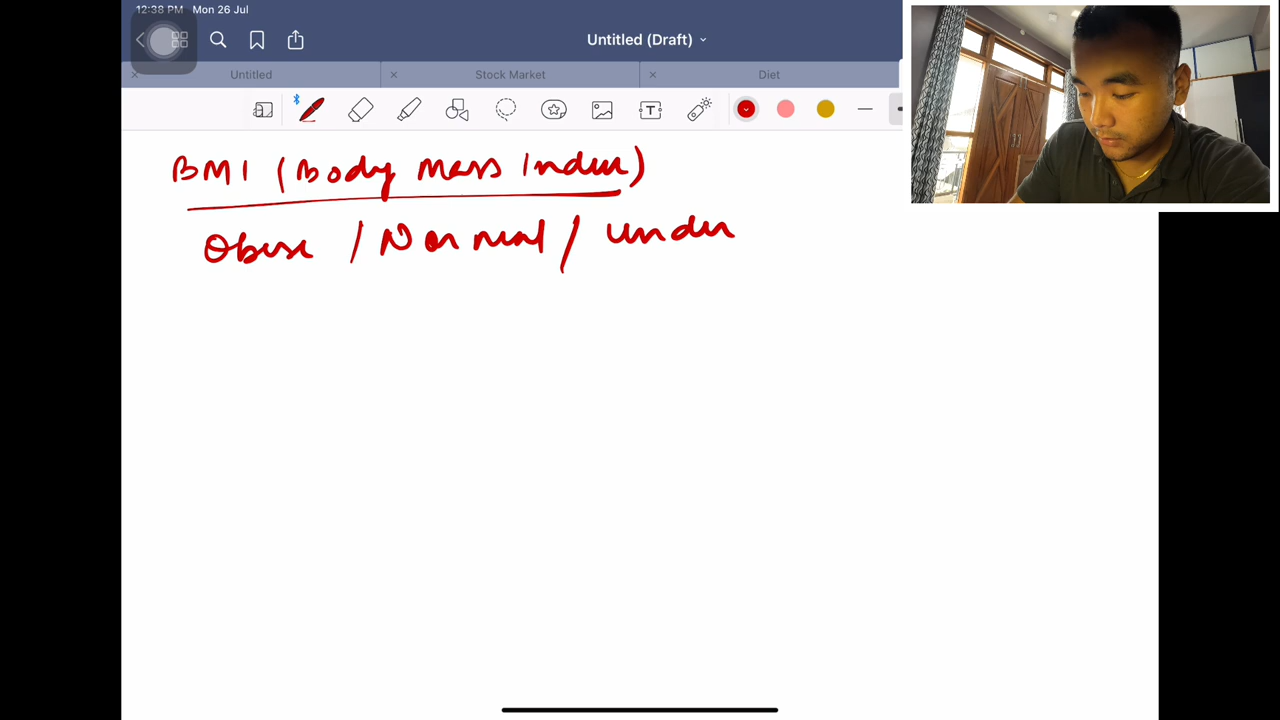 12:38 PM Mon 26 Jul
Untitled (Draft)
Untitled
Stock Market
Diet
BMI (Body Mass Index)
Obese / Normal / under